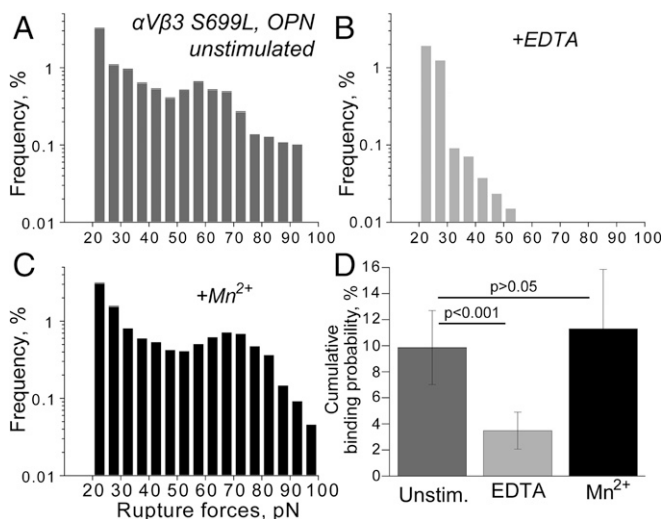 A
αVβ3 S699L, OPN
unstimulated
Frequency, %
1
0.1
0.01
20 30 40 50 60 70 80 90 100
B
+EDTA
Frequency, %
1
0.1
0.01
20 30 40 50 60 70 80 90 100
C
+Mn²⁺
Frequency, %
1
0.1
0.01
20 30 40 50 60 70 80 90 100
Rupture forces, pN
D
Cumulative
binding probability, %
16
14
12
10
8
6
4
2
0
p>0.05
p<0.001
Unstim. EDTA Mn²⁺